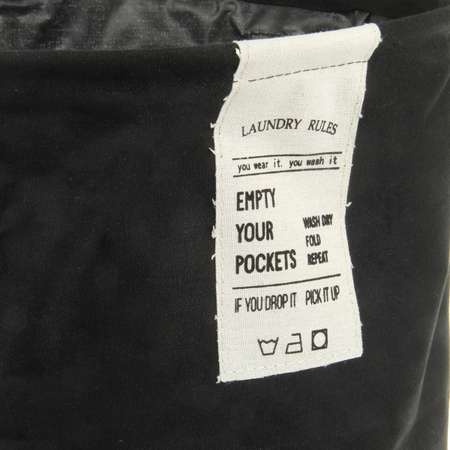 LAUNDRY RULES
you wear it. you wash it
EMPTY
YOUR
POCKETS
WASH DRY
FOLD
REPEAT
IF YOU DROP IT PICK IT UP